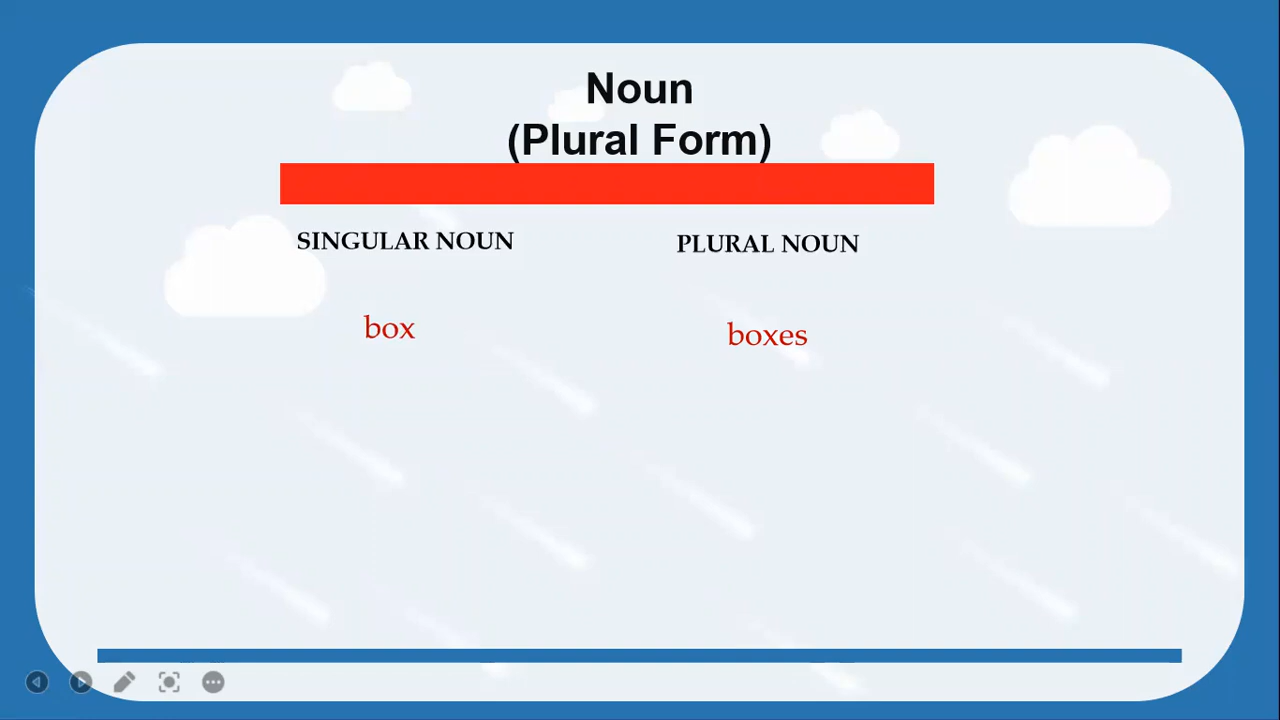 Noun
(Plural Form)
SINGULAR NOUN
PLURAL NOUN
box
boxes